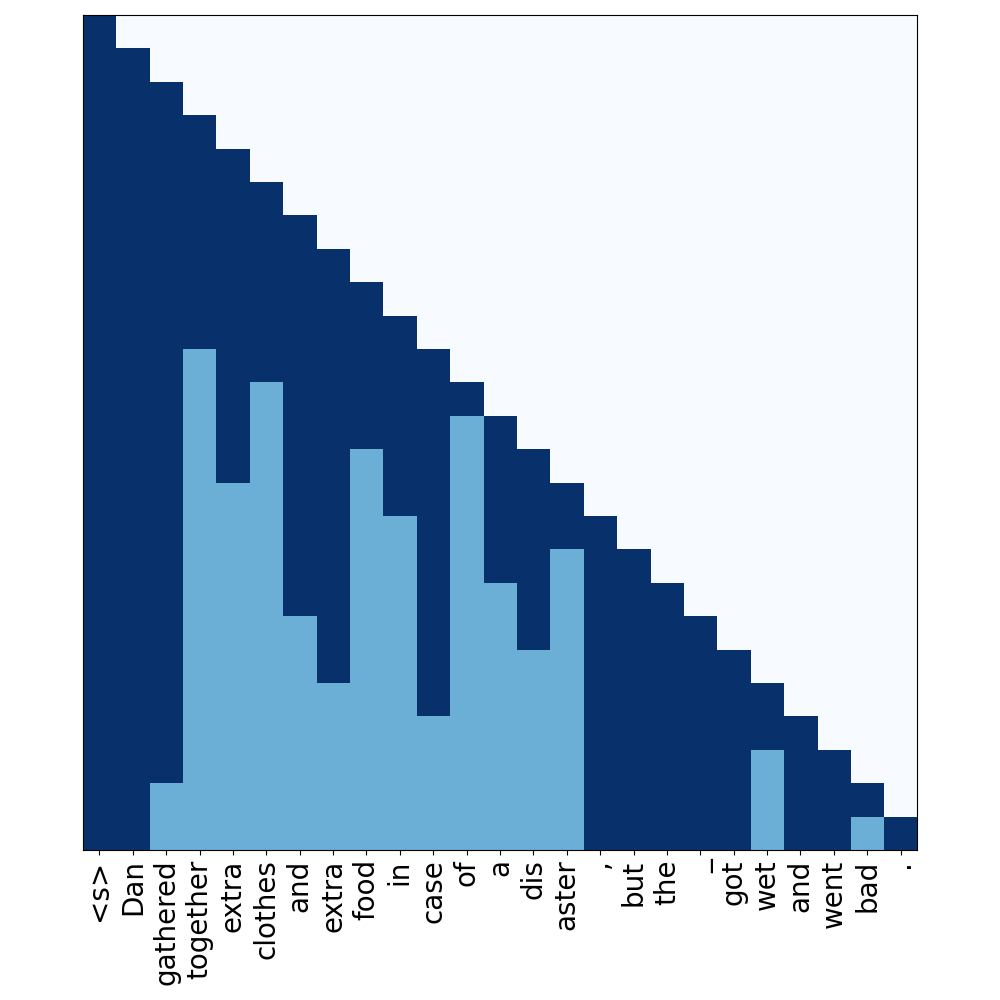 <s>
Dan
gathered
together
extra
clothes
and
extra
food
in
case
of
a
dis
aster
,
but
the
_
got
wet
and
went
bad
.